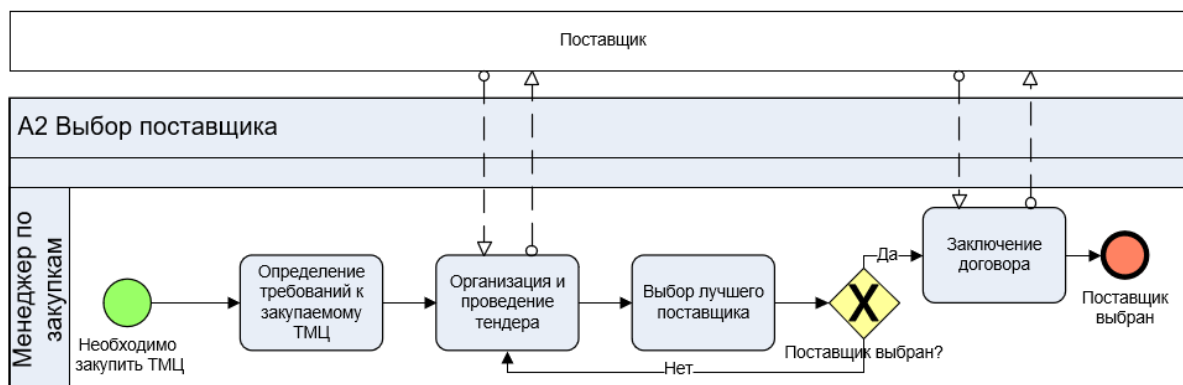 Поставщик
А2 Выбор поставщика
Менеджер по
закупкам
Необходимо
закупить ТМЦ
Определение
требований к
закупаемому
ТМЦ
Организация и
проведение
тендера
Выбор лучшего
поставщика
Поставщик выбран?
Да
Нет
Заключение
договора
Поставщик
выбран